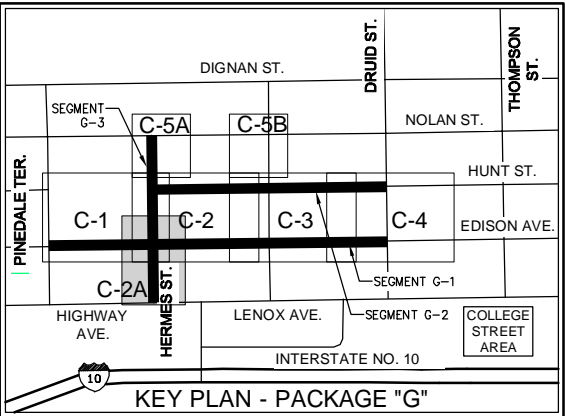 DIGNAN ST.
DRUID ST.
THOMPSON
ST.
SEGMENT
G-3
C-5A
C-5B
NOLAN ST.
PINEDALE TER.
HUNT ST.
C-1
C-2
C-3
C-4
EDISON AVE.
SEGMENT G-1
C-2A
HERMES ST.
HIGHWAY
AVE.
LENOX AVE.
SEGMENT G-2
COLLEGE
STREET
AREA
INTERSTATE NO. 10
10
KEY PLAN - PACKAGE "G"